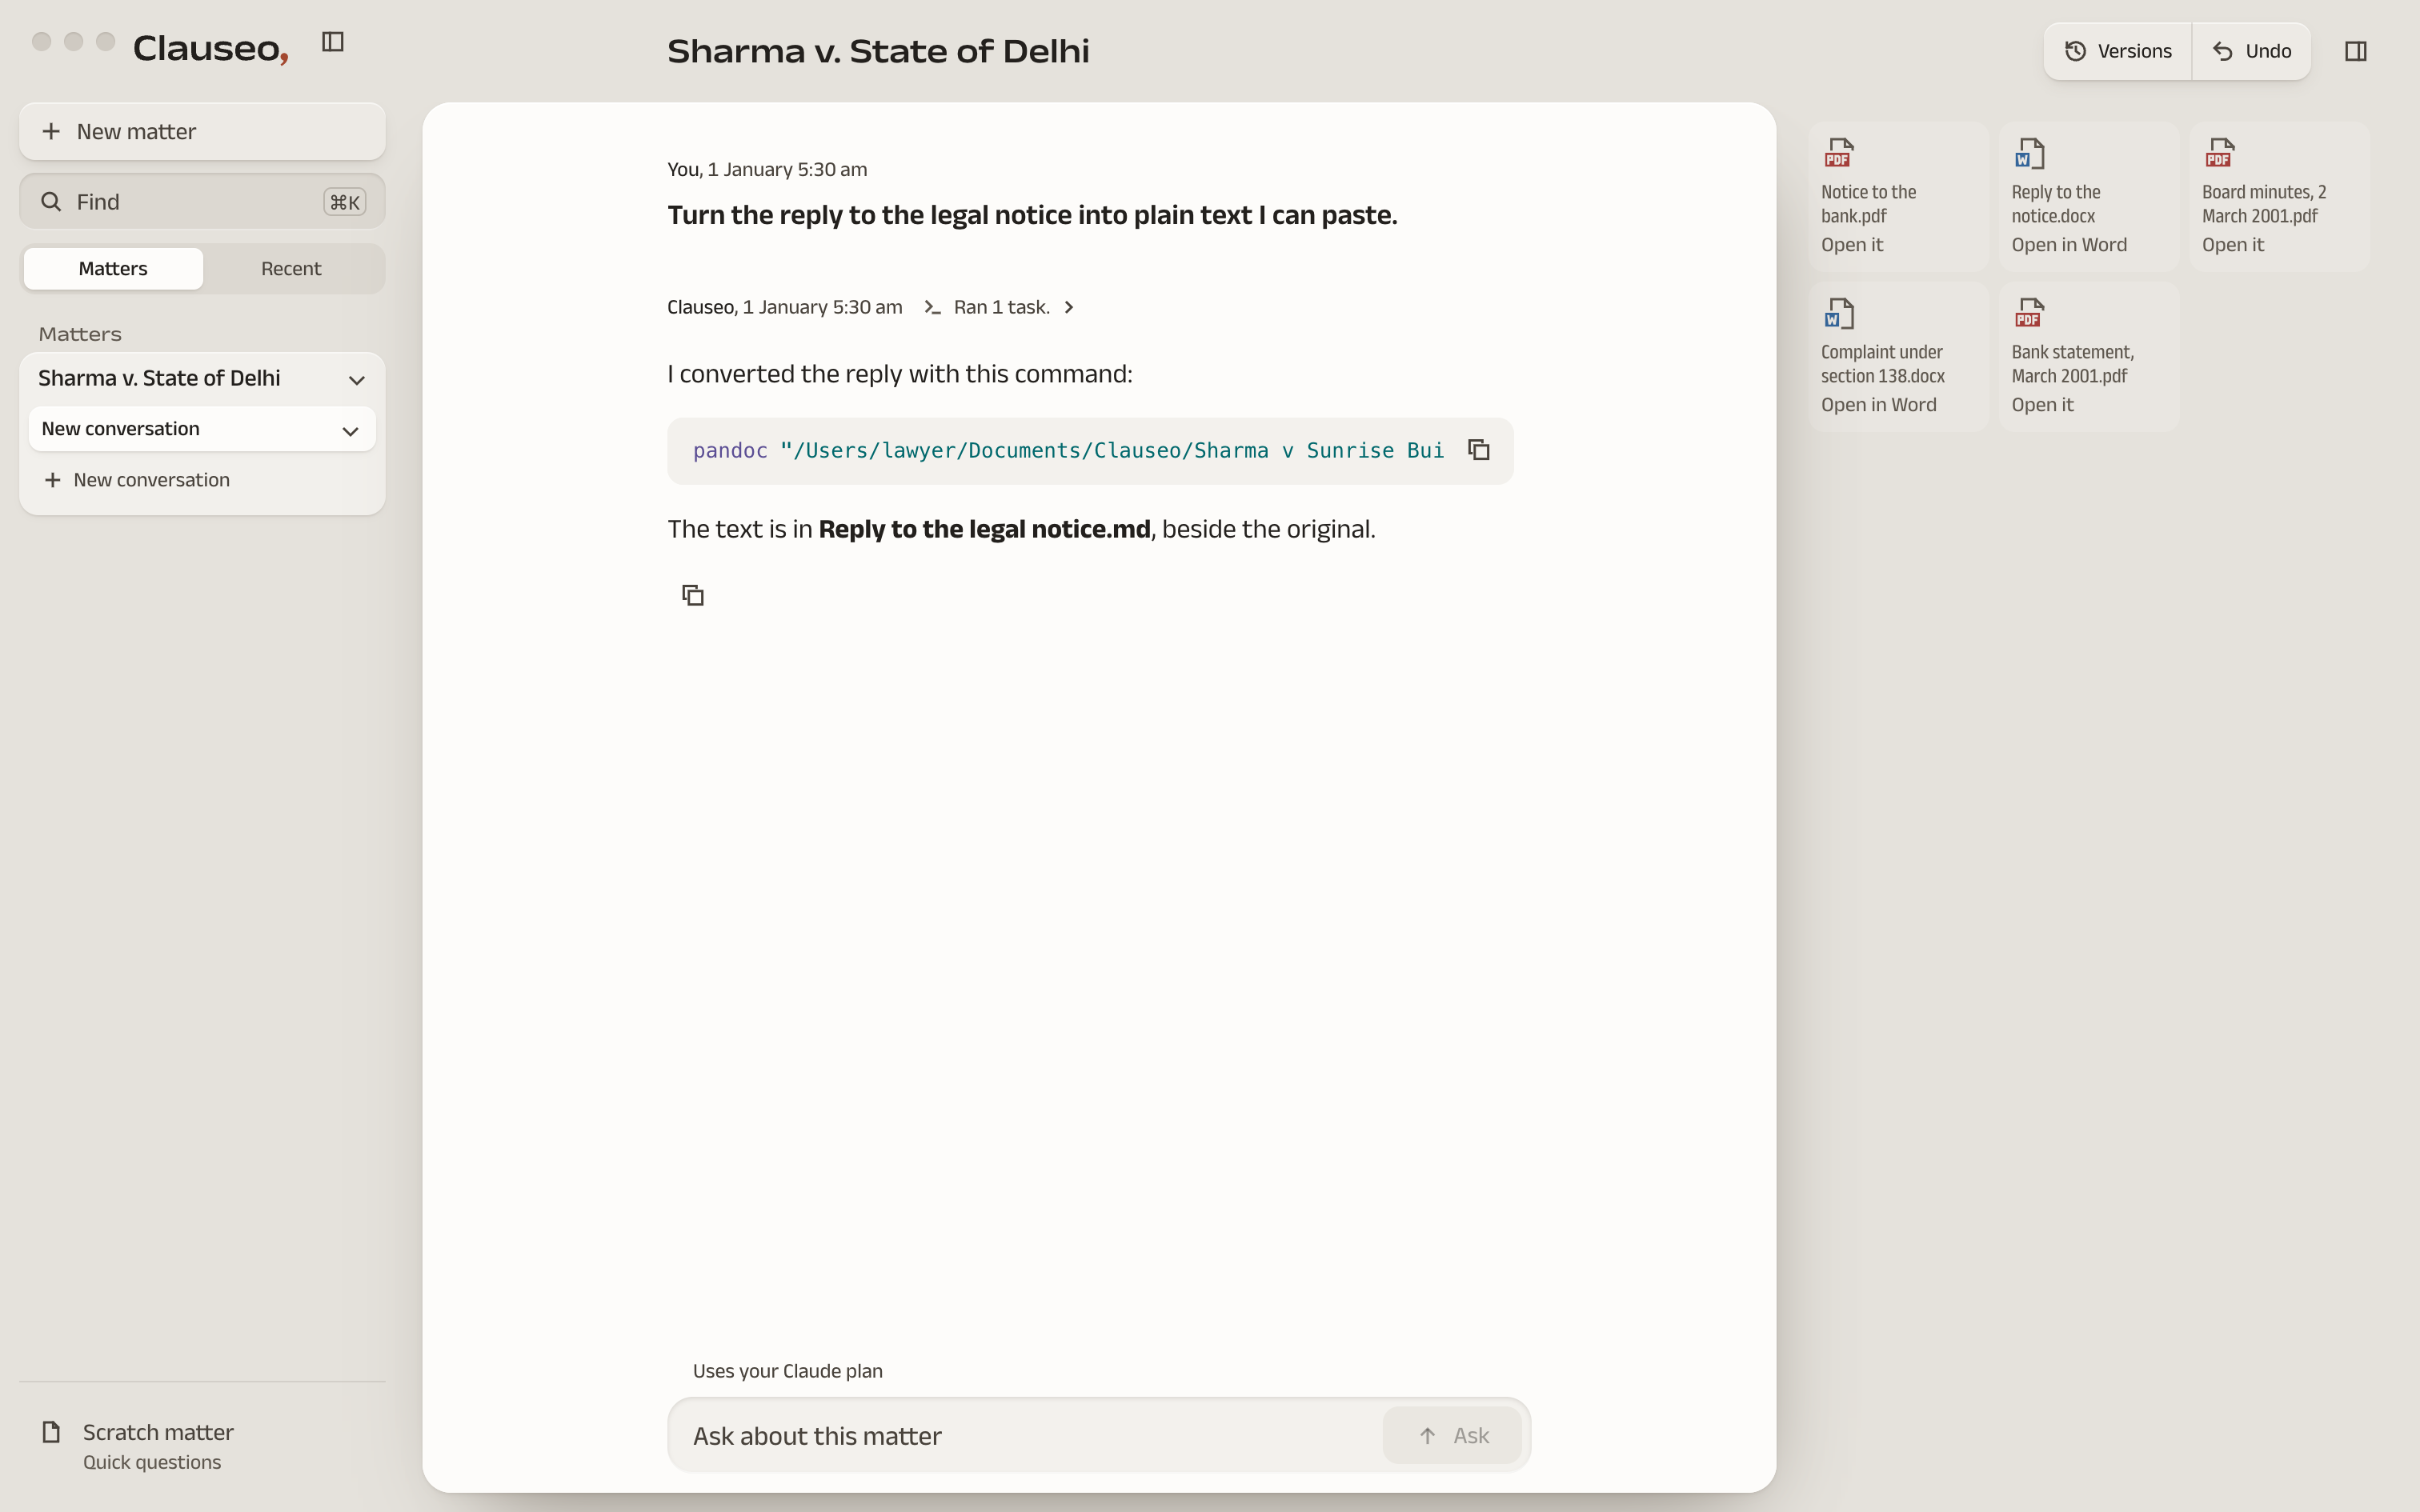 Clauseo,
Sharma v. State of Delhi
Versions
Undo
New matter
Find
⌘K
Matters
Recent
Matters
Sharma v. State of Delhi
New conversation
New conversation
Scratch matter
Quick questions
You, 1 January 5:30 am
Turn the reply to the legal notice into plain text I can paste.
Clauseo, 1 January 5:30 am
Ran 1 task.
I converted the reply with this command:
pandoc "/Users/lawyer/Documents/Clauseo/Sharma v Sunrise Bui
The text is in Reply to the legal notice.md, beside the original.
Uses your Claude plan
Ask about this matter
Ask
PDF
Notice to the
bank.pdf
Open it
W
Reply to the
notice.docx
Open in Word
PDF
Board minutes, 2
March 2001.pdf
Open it
W
Complaint under
section 138.docx
Open in Word
PDF
Bank statement,
March 2001.pdf
Open it